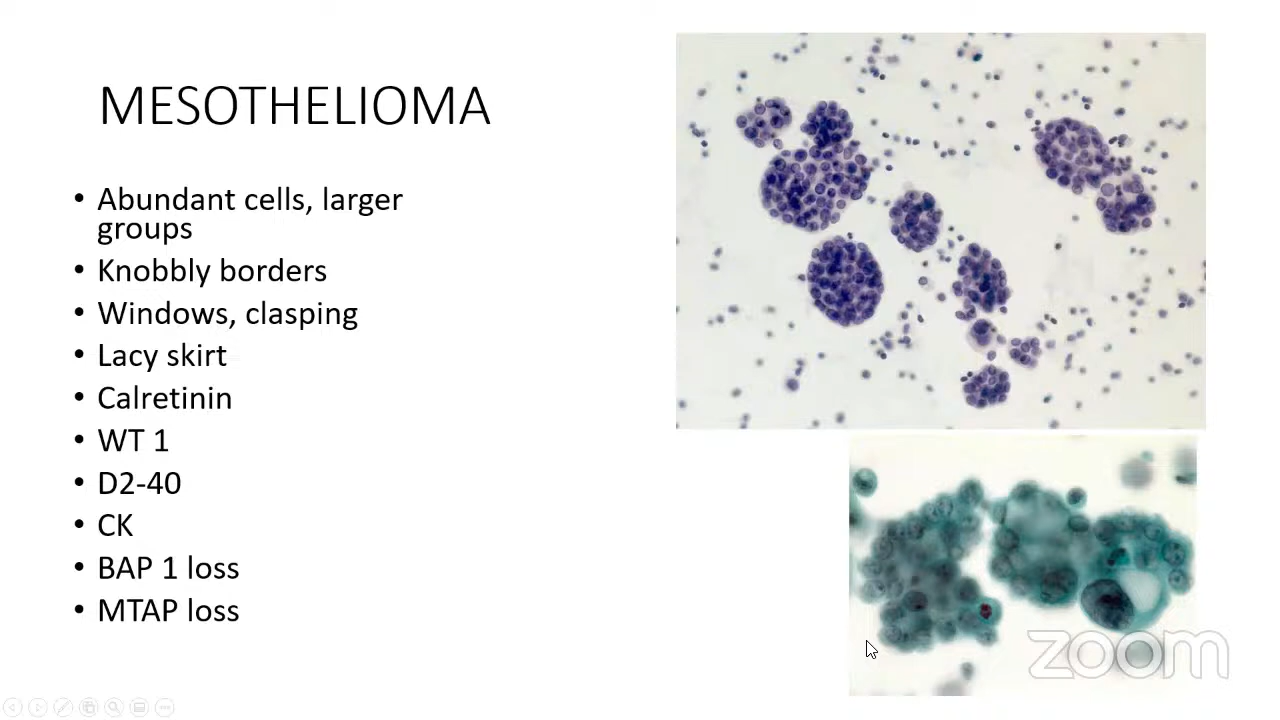 MESOTHELIOMA
• Abundant cells, larger
groups
• Knobbly borders
• Windows, clasping
• Lacy skirt
• Calretinin
• WT 1
• D2-40
• CK
• BAP 1 loss
• MTAP loss
zoom